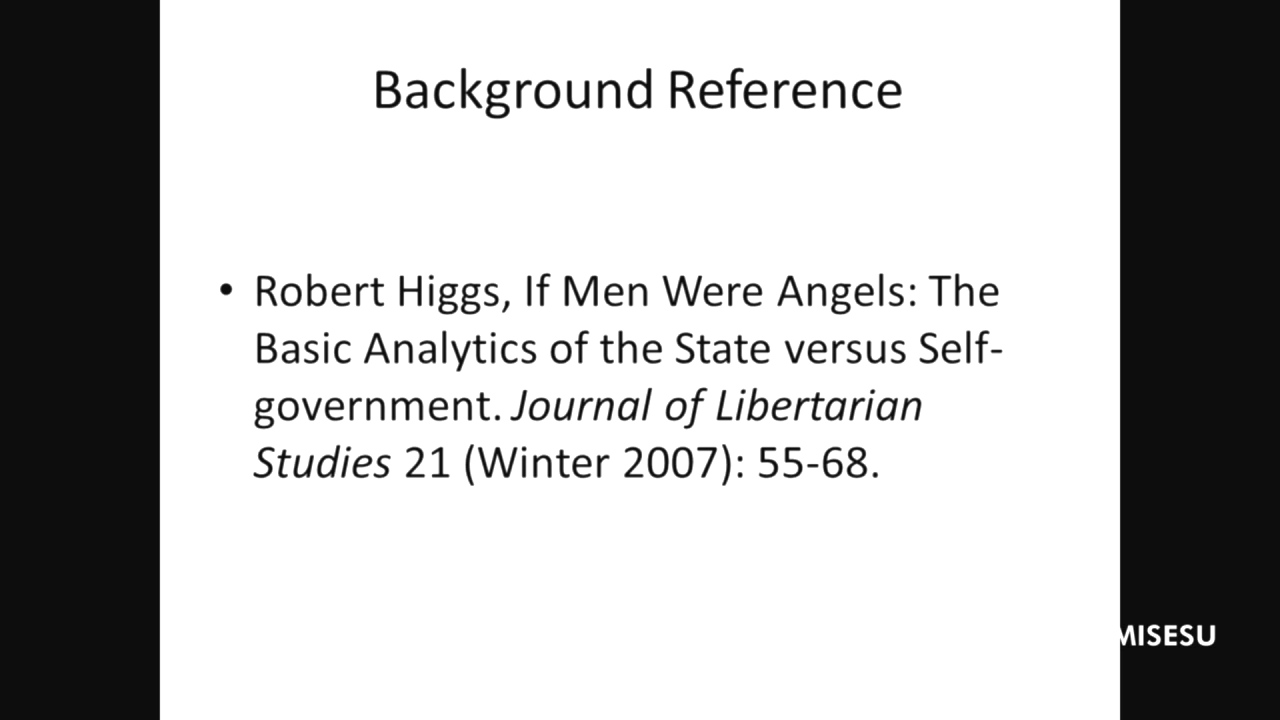 Background Reference
• Robert Higgs, If Men Were Angels: The
Basic Analytics of the State versus Self-
government. Journal of Libertarian
Studies 21 (Winter 2007): 55-68.
MISESU